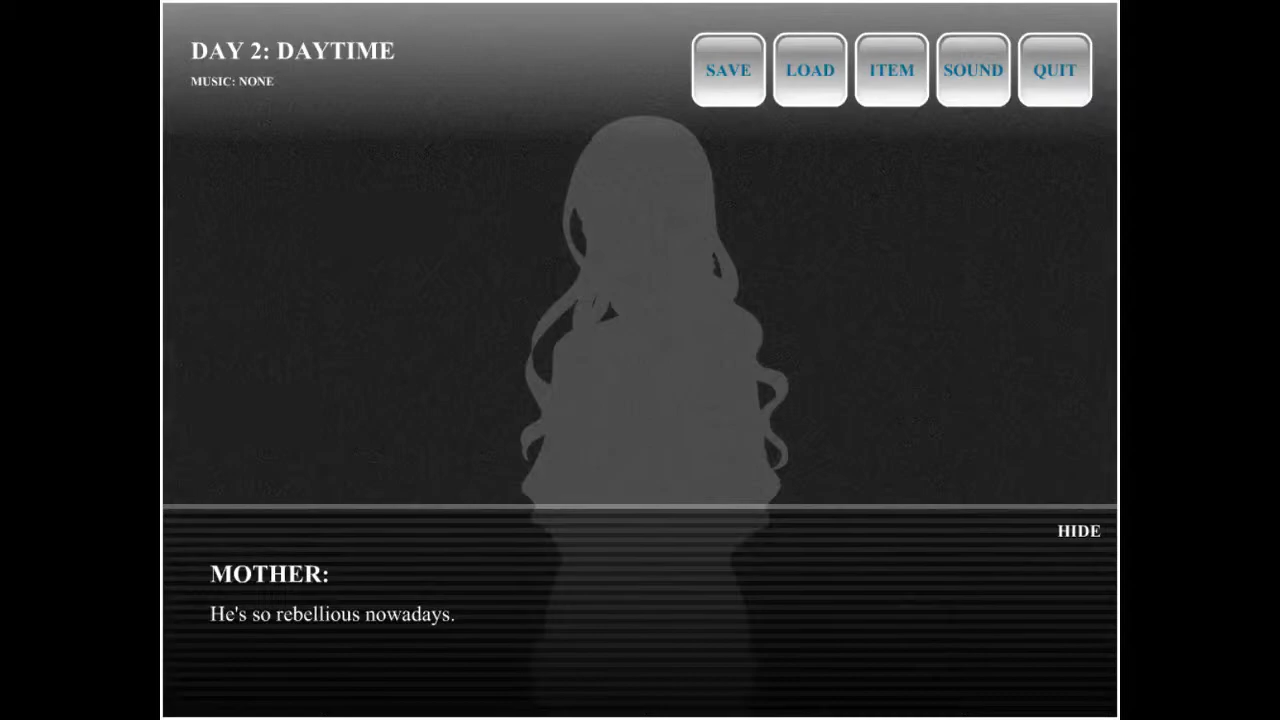 DAY 2: DAYTIME
MUSIC: NONE
SAVE LOAD ITEM SOUND QUIT
HIDE
MOTHER:
He's so rebellious nowadays.